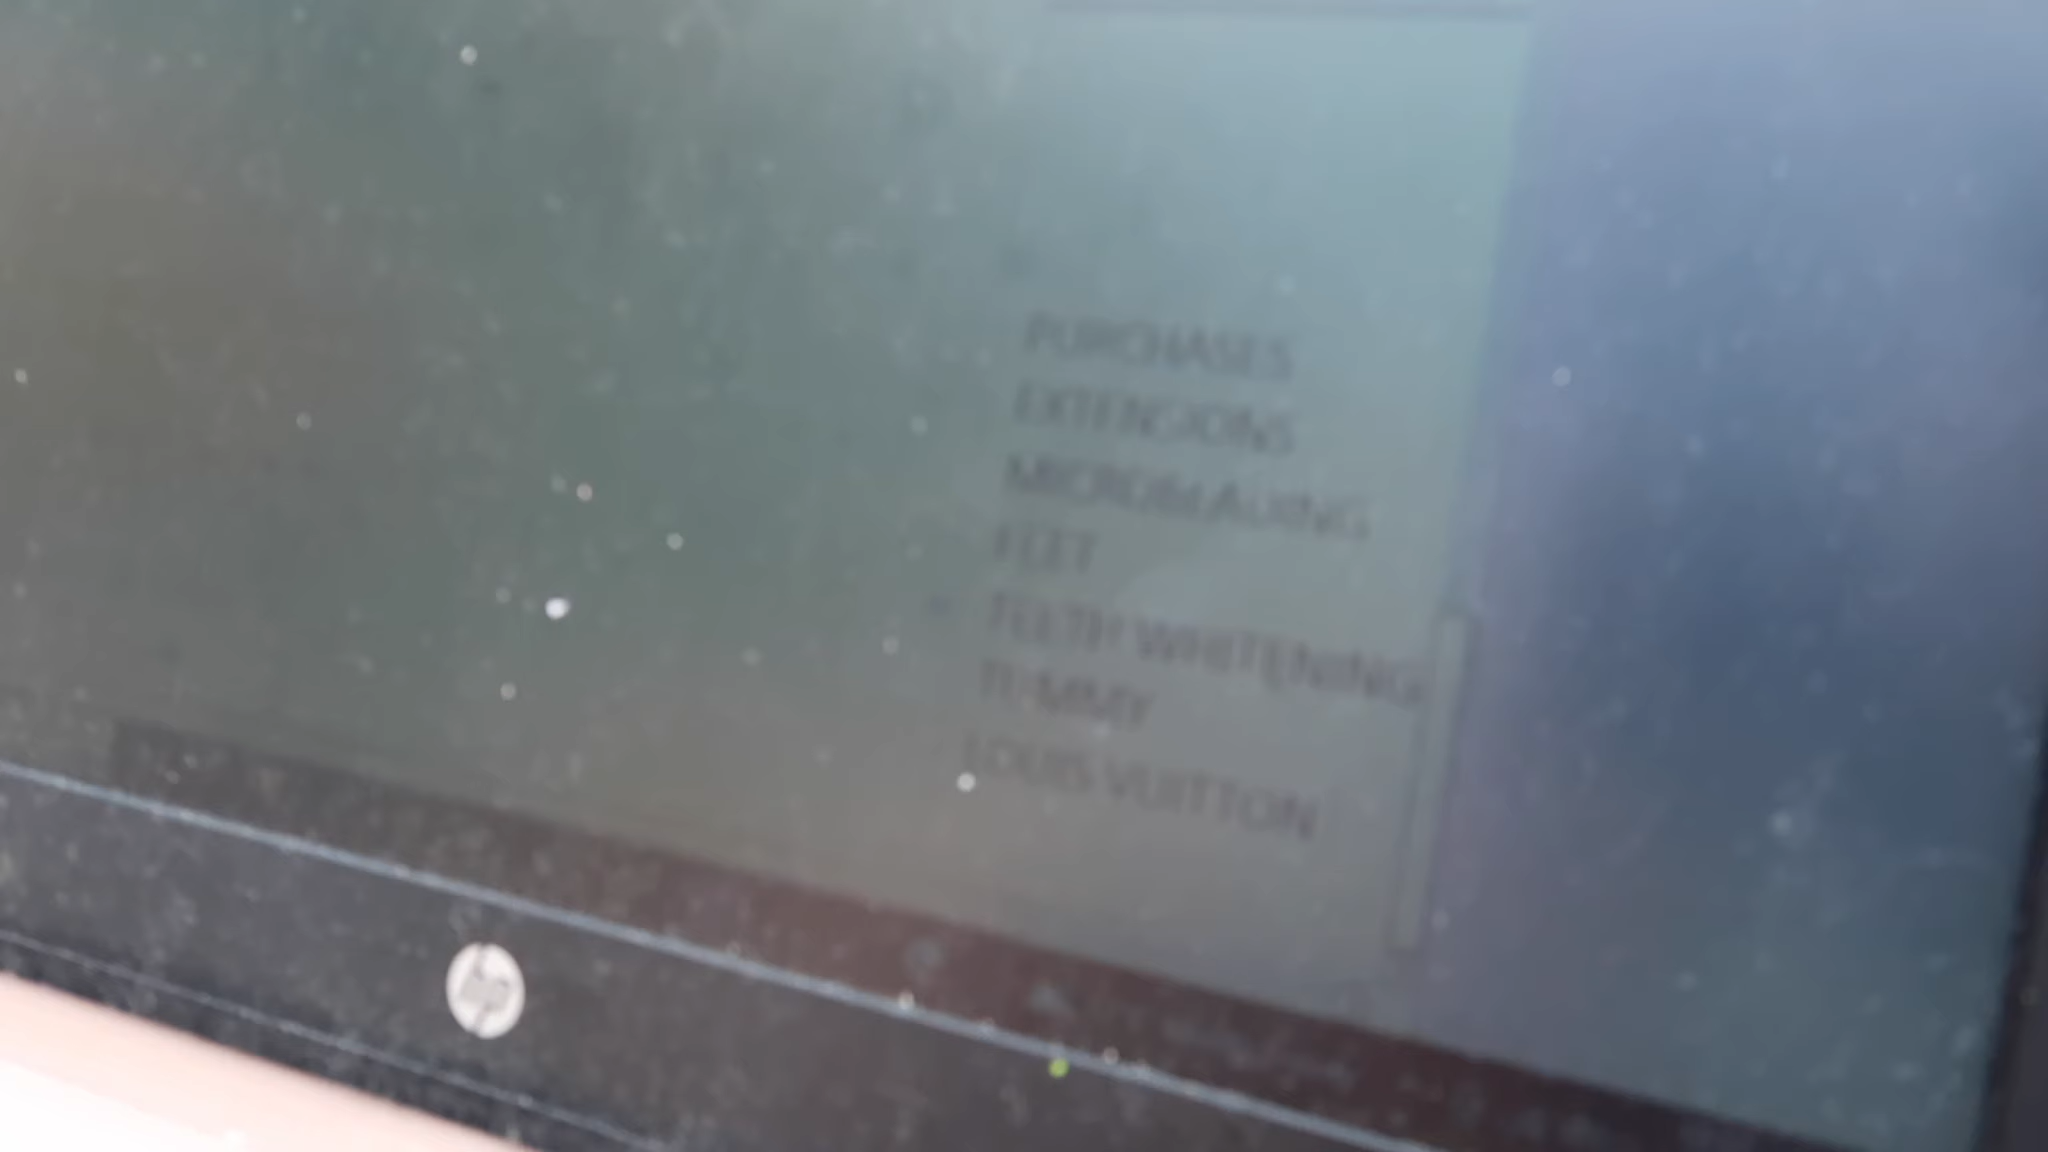 PURCHASES
EXTENSIONS
MICROBLADING
FEET
TEETH WHITENING
TUMMY
LOUIS VUITTON